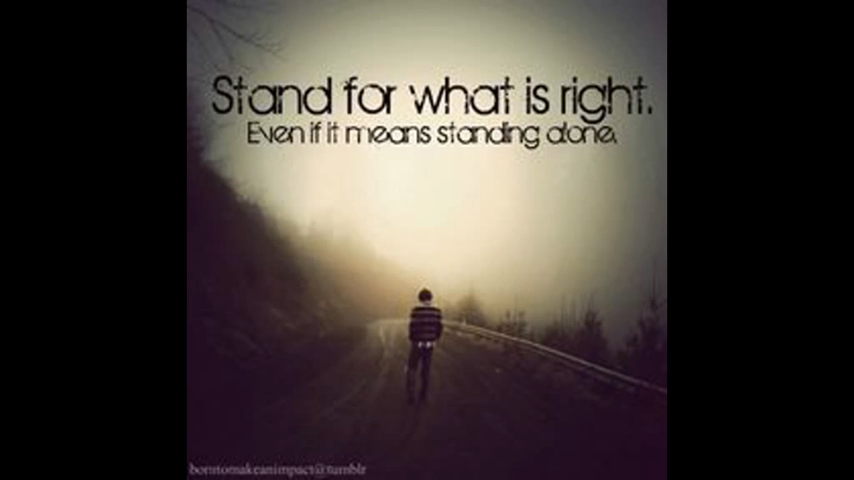 Stand for what is right.
Even if it means standing alone.
borntomakeanimpact@tumblr